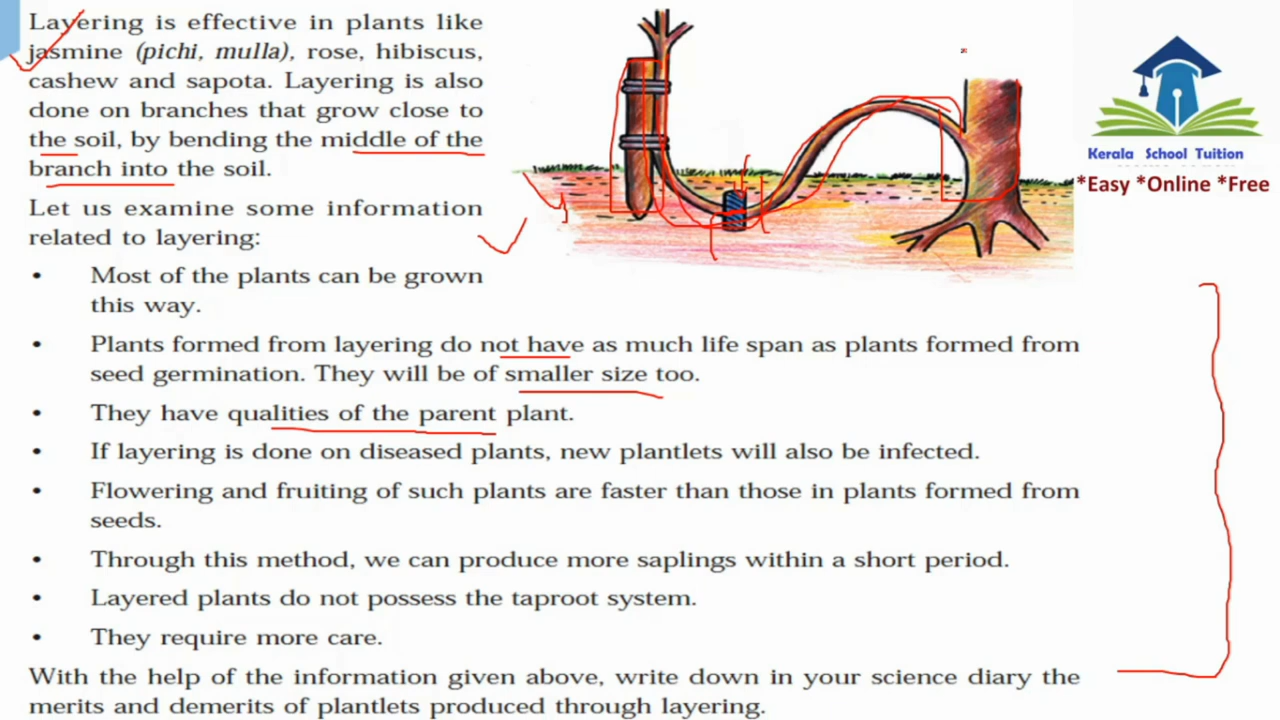 Layering is effective in plants like
jasmine (pichi, mulla), rose, hibiscus,
cashew and sapota. Layering is also
done on branches that grow close to
the soil, by bending the middle of the
branch into the soil.
Let us examine some information
related to layering:
• Most of the plants can be grown
this way.
• Plants formed from layering do not have as much life span as plants formed from
seed germination. They will be of smaller size too.
• They have qualities of the parent plant.
• If layering is done on diseased plants, new plantlets will also be infected.
• Flowering and fruiting of such plants are faster than those in plants formed from
seeds.
• Through this method, we can produce more saplings within a short period.
• Layered plants do not possess the taproot system.
• They require more care.
With the help of the information given above, write down in your science diary the
merits and demerits of plantlets produced through layering.
Kerala School Tuition
*Easy *Online *Free